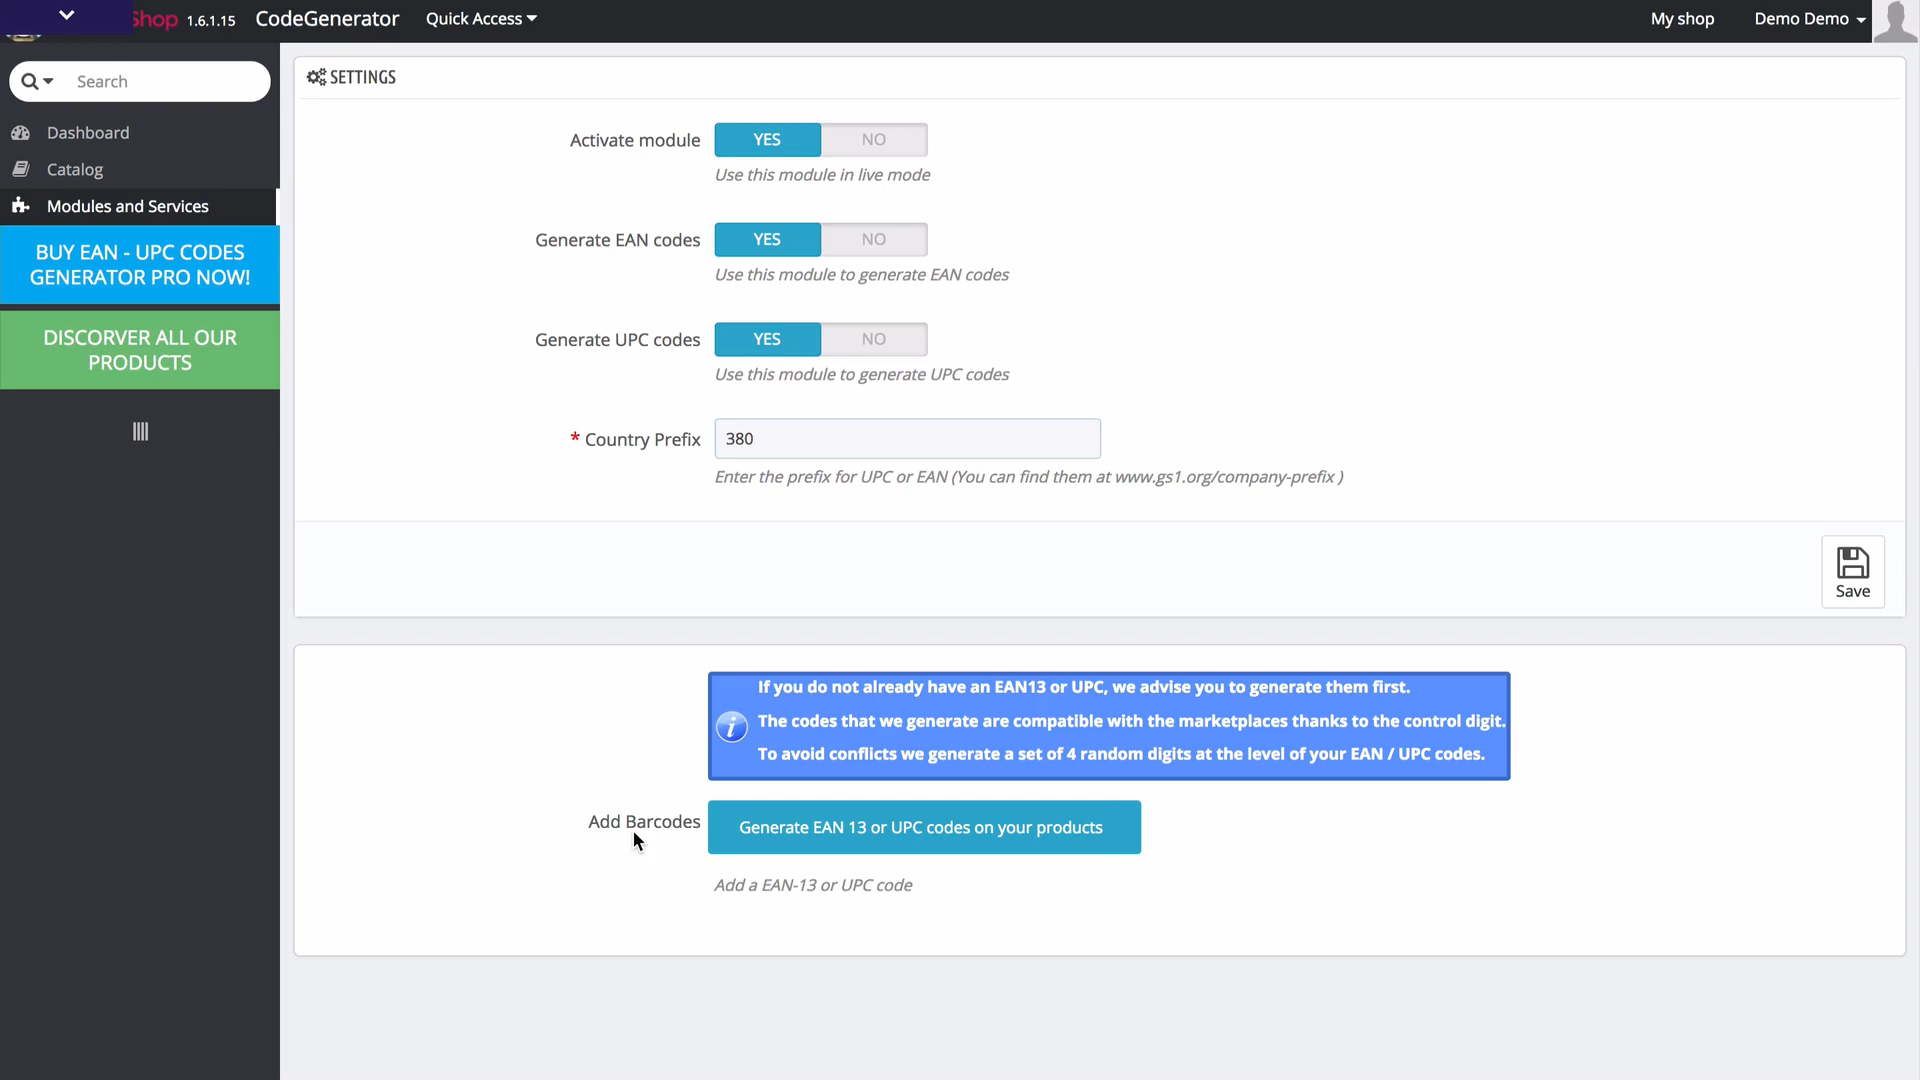 Shop 1.6.1.15 CodeGenerator Quick Access My shop Demo Demo
Search
Dashboard
Catalog
Modules and Services
BUY EAN - UPC CODES
GENERATOR PRO NOW!
DISCORVER ALL OUR
PRODUCTS
SETTINGS
Activate module YES NO
Use this module in live mode
Generate EAN codes YES NO
Use this module to generate EAN codes
Generate UPC codes YES NO
Use this module to generate UPC codes
* Country Prefix 380
Enter the prefix for UPC or EAN (You can find them at www.gs1.org/company-prefix )
Save
If you do not already have an EAN13 or UPC, we advise you to generate them first.
The codes that we generate are compatible with the marketplaces thanks to the control digit.
To avoid conflicts we generate a set of 4 random digits at the level of your EAN / UPC codes.
Add Barcodes Generate EAN 13 or UPC codes on your products
Add a EAN-13 or UPC code